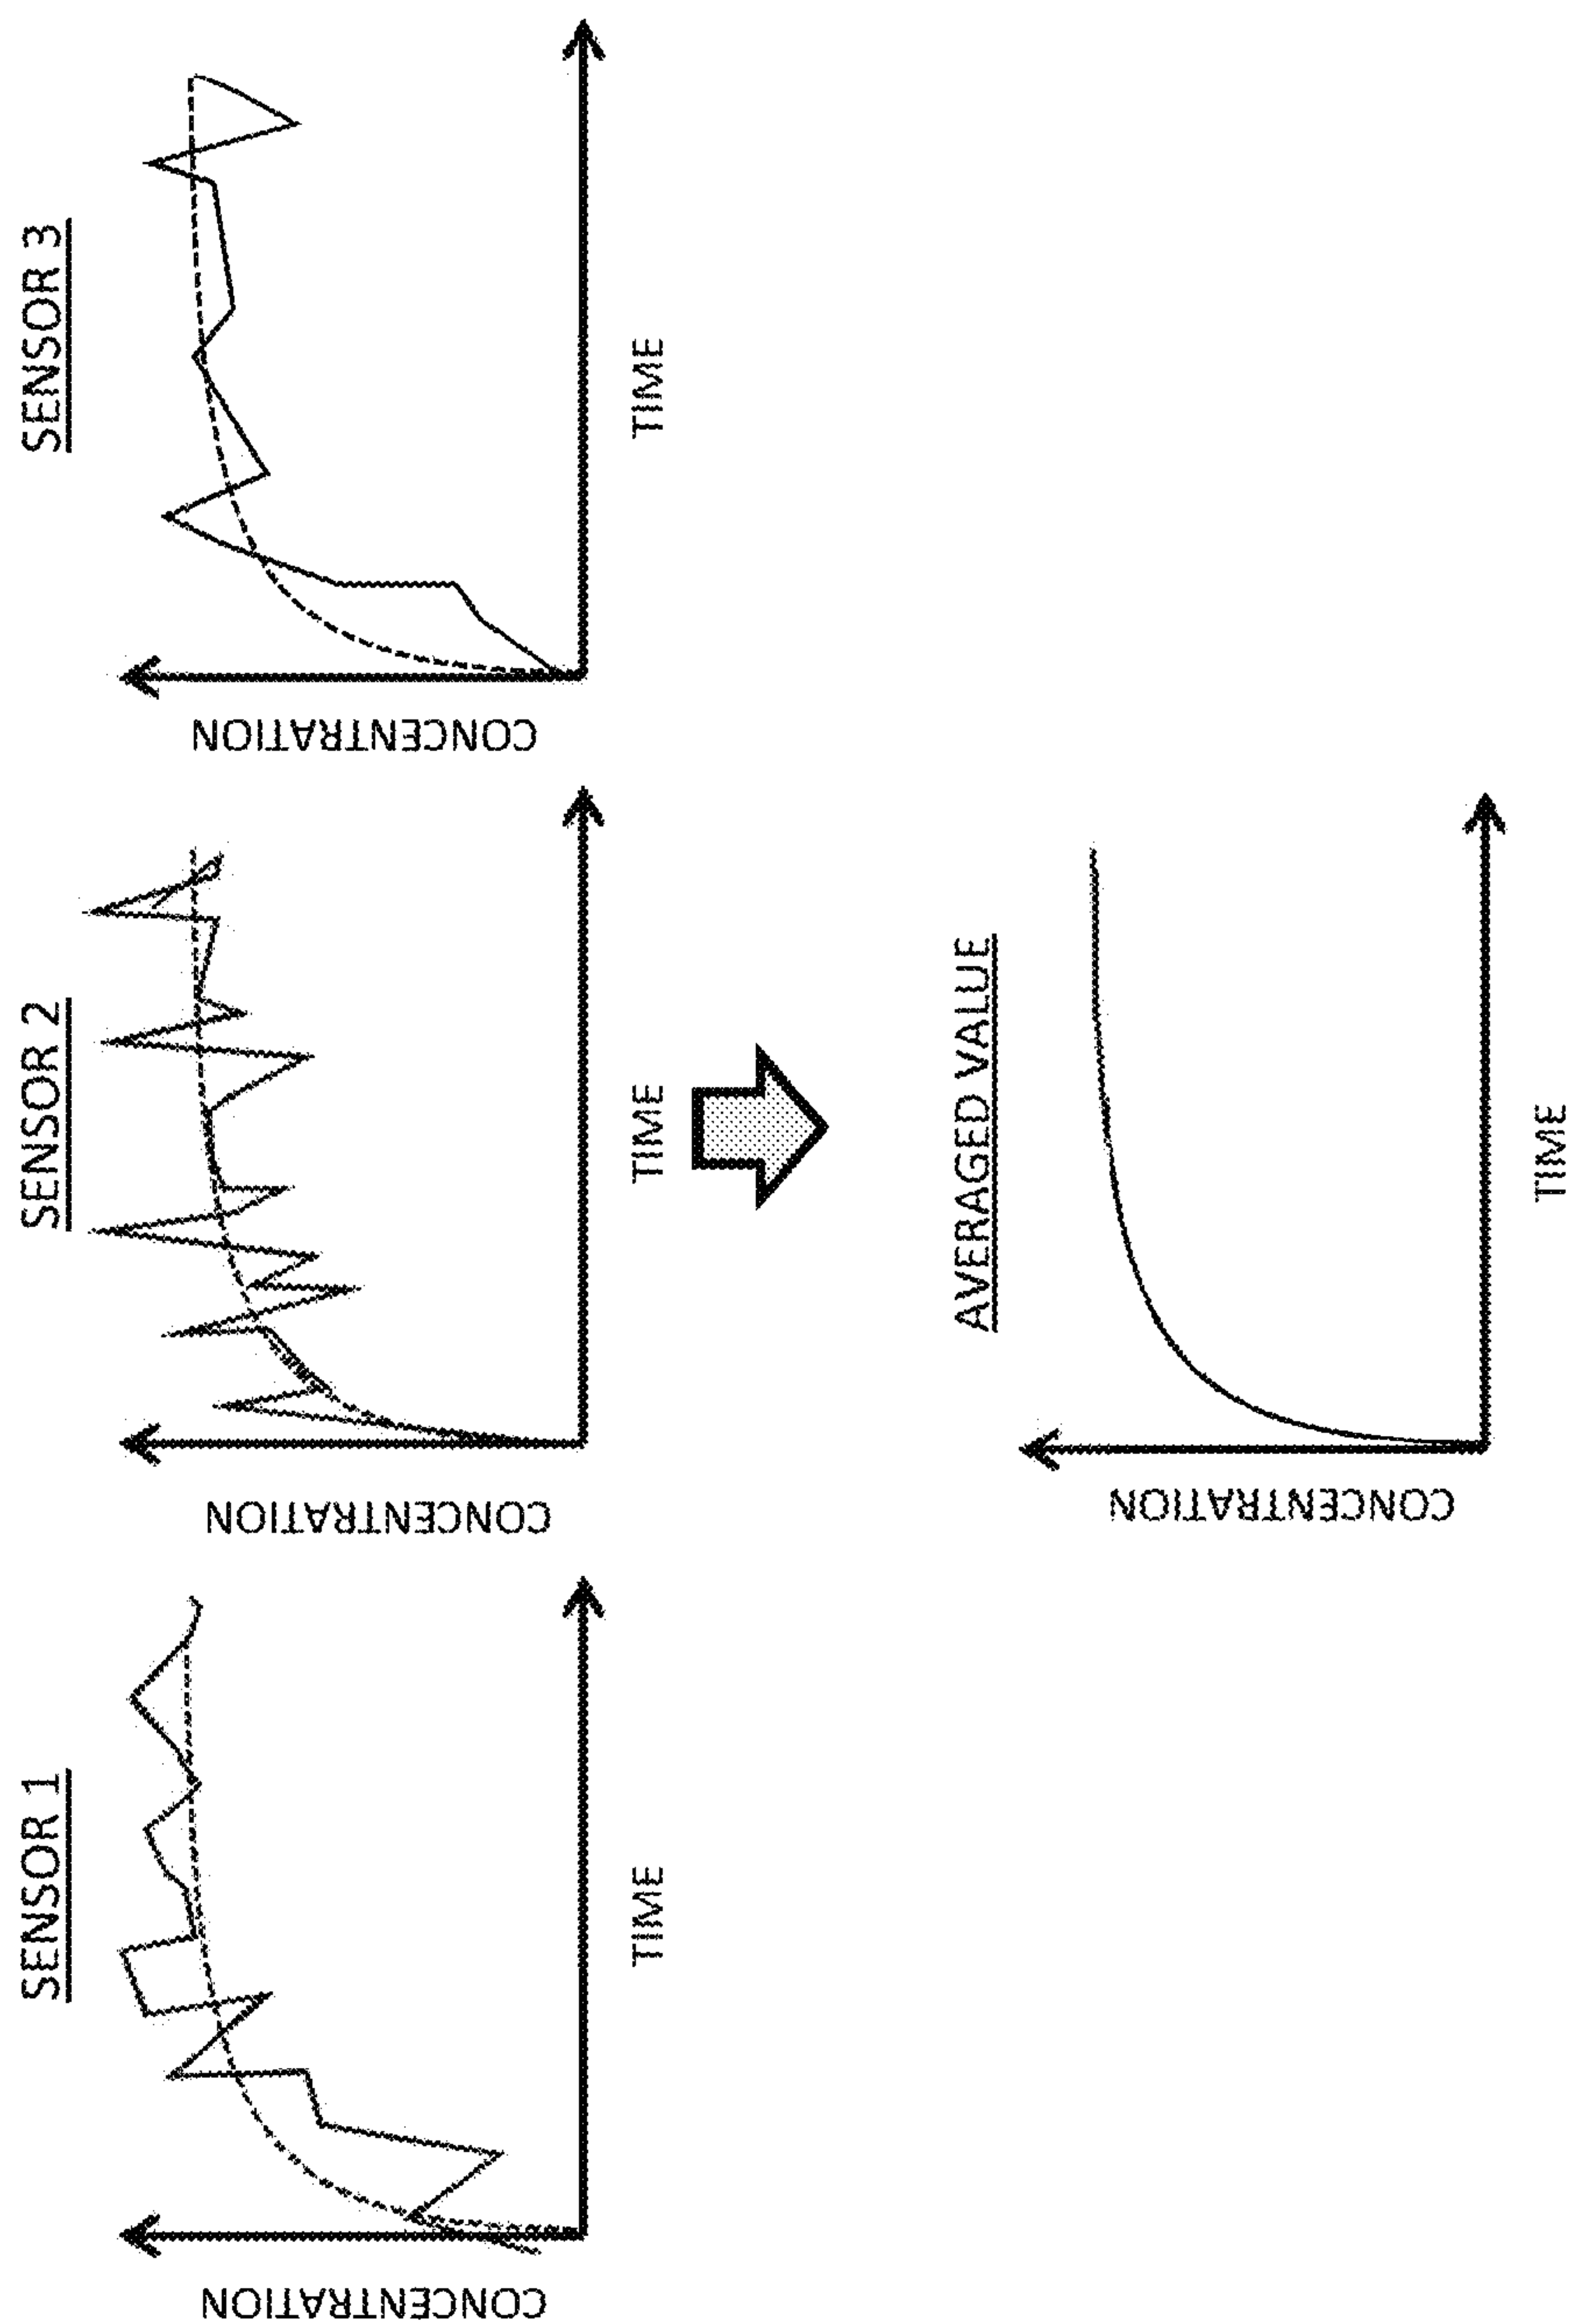 SENSOR 1
SENSOR 2
SENSOR 3
CONCENTRATION
TIME
CONCENTRATION
TIME
CONCENTRATION
TIME
AVERAGED VALUE
CONCENTRATION
TIME